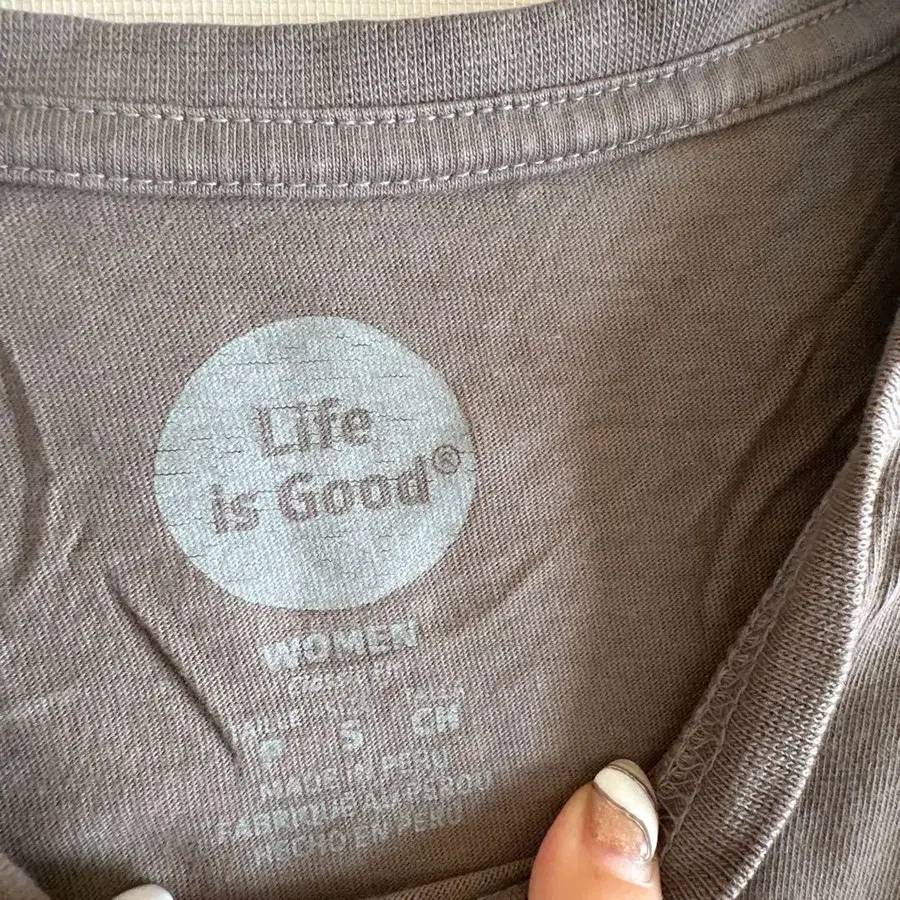 Life
is Good®
WOMEN
P S CH
MADE IN PERU
FABRIQUÉ AU PÉROU
HECHO EN PERÚ